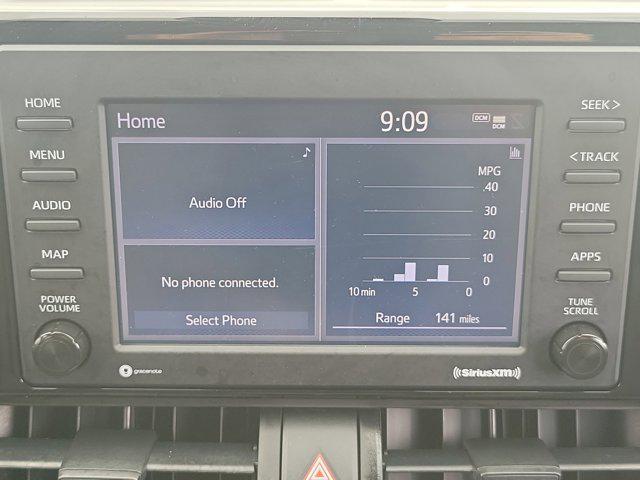 HOME
MENU
AUDIO
MAP
POWER
VOLUME
Home
9:09
DCM
DCM
Audio Off
No phone connected.
Select Phone
MPG
40
30
20
10
0
10 min 5 0
Range 141 miles
SEEK >
< TRACK
PHONE
APPS
TUNE
SCROLL
gracenote
SiriusXM